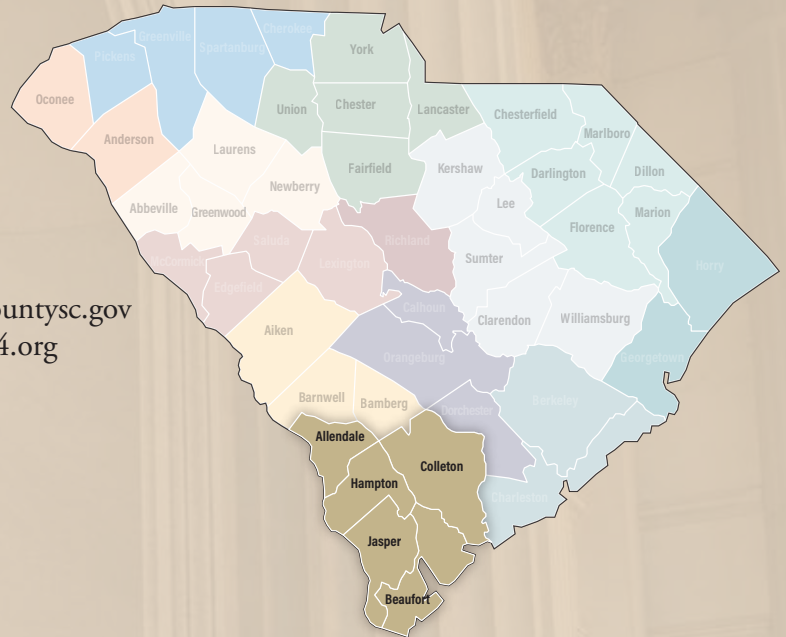 Cherokee
Greenville
York
Spartanburg
Pickens
Oconee
Union
Chester
Lancaster
Chesterfield
Marlboro
Anderson
Laurens
Fairfield
Kershaw
Darlington
Dillon
Newberry
Lee
Abbeville
Greenwood
Marion
Florence
Saluda
Richland
McCormick
Lexington
Sumter
Horry
Edgefield
ountysc.gov
Calhoun
Clarendon
Williamsburg
Aiken
4.org
Orangeburg
Georgetown
Barnwell
Bamberg
Dorchester
Berkeley
Allendale
Colleton
Hampton
Charleston
Jasper
Beaufort